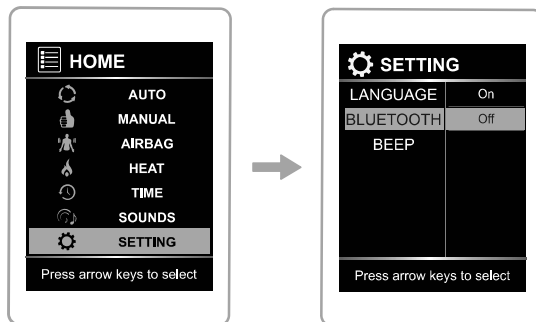 HOME
AUTO
MANUAL
AIRBAG
HEAT
TIME
SOUNDS
SETTING
Press arrow keys to select
SETTING
LANGUAGE On
BLUETOOTH Off
BEEP
Press arrow keys to select